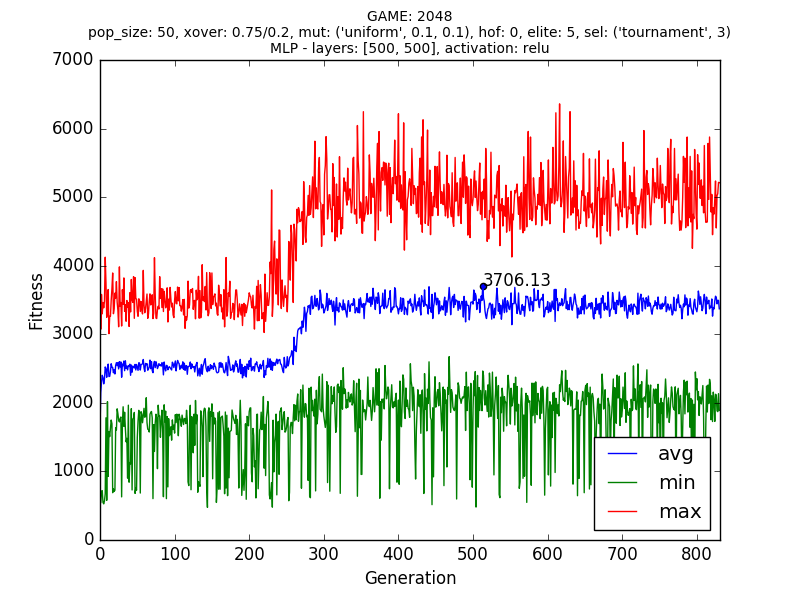 GAME: 2048
pop_size: 50, xover: 0.75/0.2, mut: ('uniform', 0.1, 0.1), hof: 0, elite: 5, sel: ('tournament', 3)
MLP - layers: [500, 500], activation: relu
7000
6000
5000
4000
3000
2000
1000
0
Fitness
3706.13
avg
min
max
0 100 200 300 400 500 600 700 800
Generation